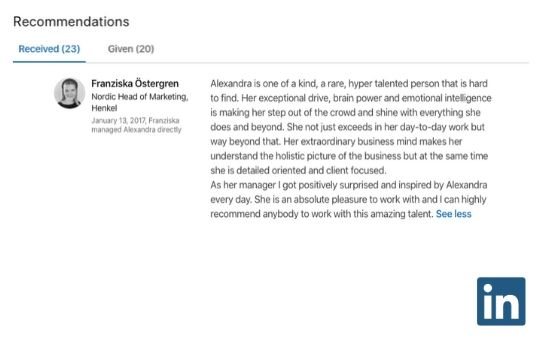 Recommendations
Received (23)
Given (20)
Franziska Östergren
Nordic Head of Marketing,
Henkel
January 13, 2017, Franziska
managed Alexandra directly
Alexandra is one of a kind, a rare, hyper talented person that is hard
to find. Her exceptional drive, brain power and emotional intelligence
is making her step out of the crowd and shine with everything she
does and beyond. She not just exceeds in her day-to-day work but
way beyond that. Her extraordinary business mind makes her
understand the holistic picture of the business but at the same time
she is detailed oriented and client focused.
As her manager I got positively surprised and inspired by Alexandra
every day. She is an absolute pleasure to work with and I can highly
recommend anybody to work with this amazing talent. See less
in